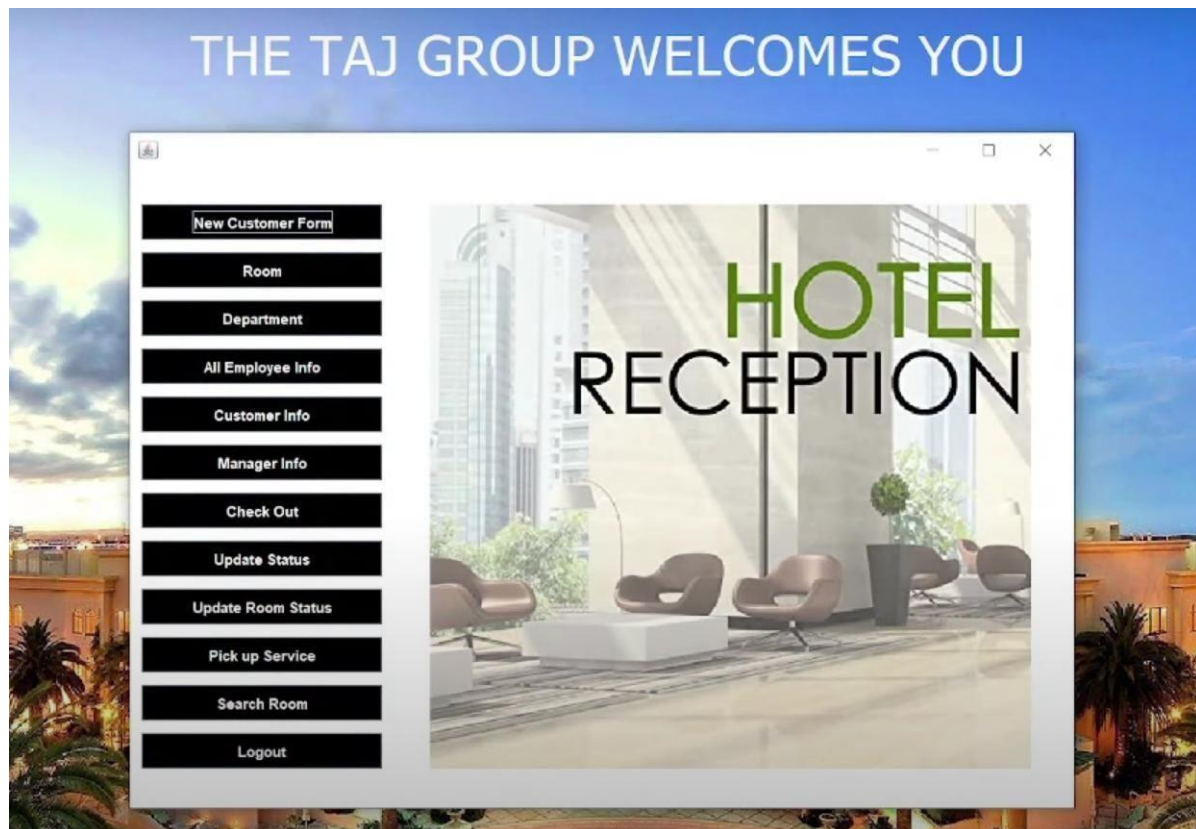 THE TAJ GROUP WELCOMES YOU
New Customer Form
Room
Department
All Employee Info
Customer Info
Manager Info
Check Out
Update Status
Update Room Status
Pick up Service
Search Room
Logout
HOTEL
RECEPTION